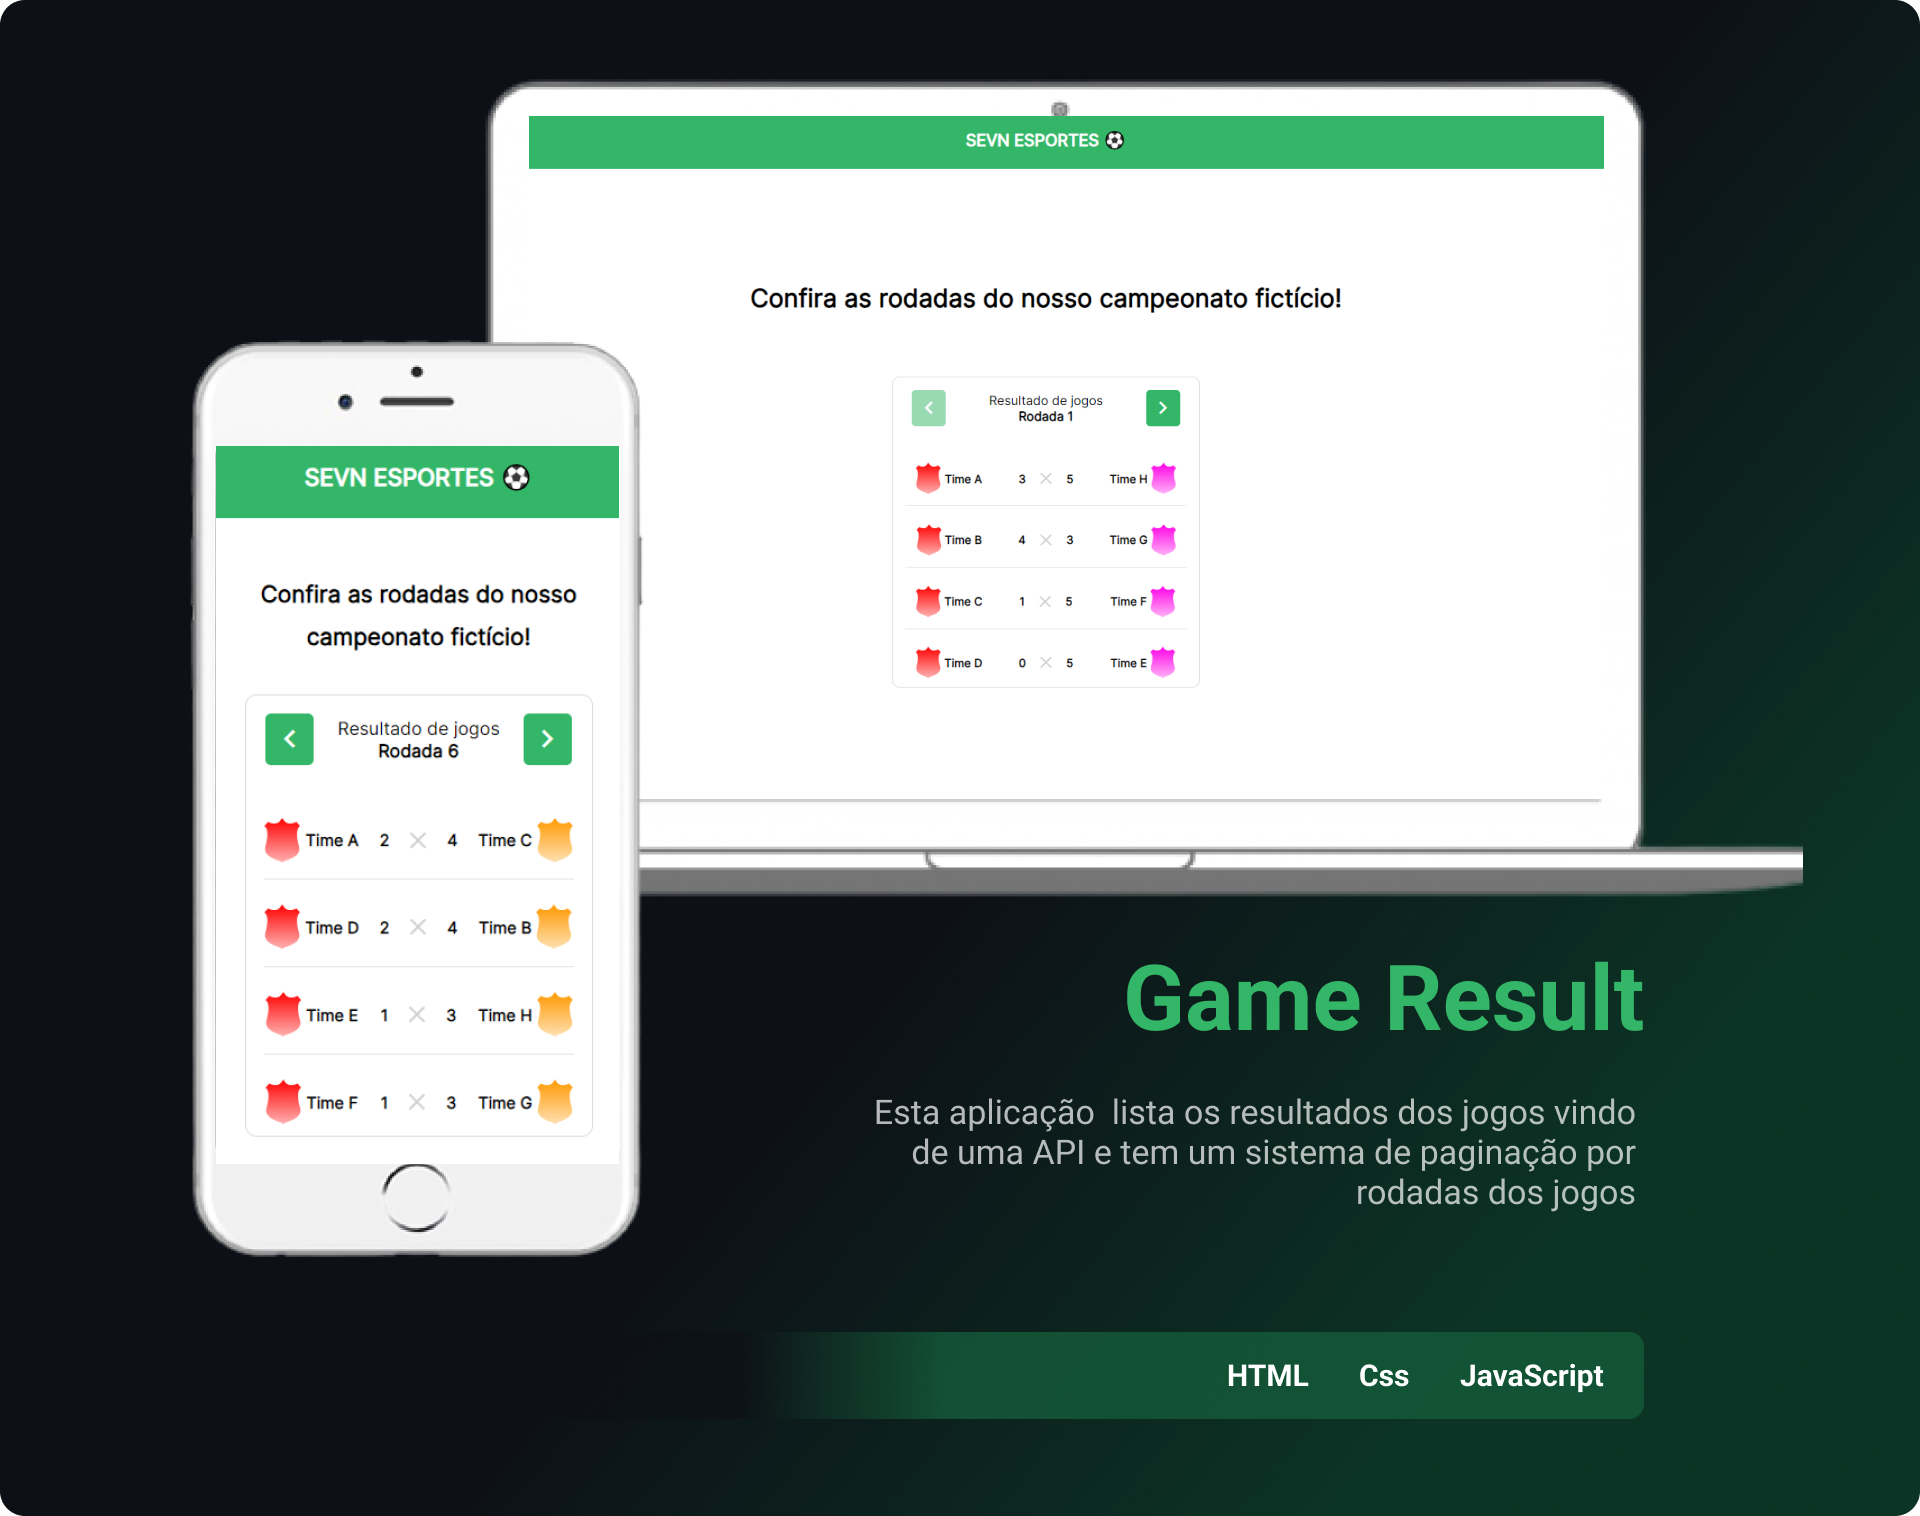 SEVN ESPORTES
Confira as rodadas do nosso campeonato fictício!
Resultado de jogos
Rodada 1
Time A 3 × 5 Time H
Time B 4 × 3 Time G
Time C 1 × 5 Time F
Time D 0 × 5 Time E
SEVN ESPORTES
Confira as rodadas do nosso
campeonato fictício!
Resultado de jogos
Rodada 6
Time A 2 × 4 Time C
Time D 2 × 4 Time B
Time E 1 × 3 Time H
Time F 1 × 3 Time G
Game Result
Esta aplicação lista os resultados dos jogos vindo
de uma API e tem um sistema de paginação por
rodadas dos jogos
HTML Css JavaScript